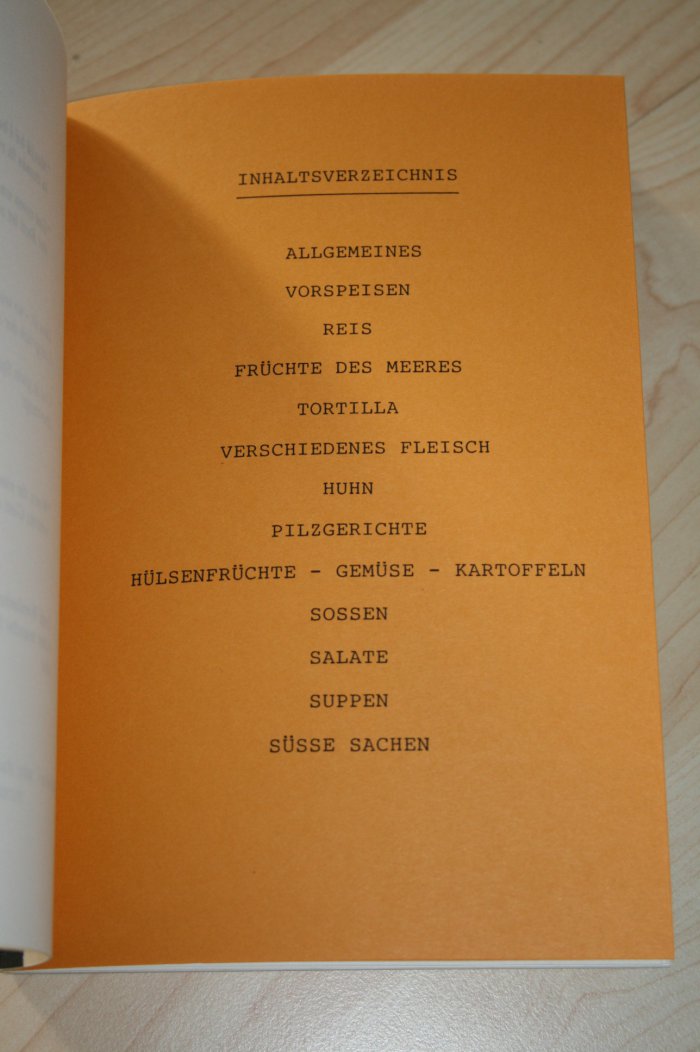 INHALTSVERZEICHNIS
ALLGEMEINES
VORSPEISEN
REIS
FRÜCHTE DES MEERES
TORTILLA
VERSCHIEDENES FLEISCH
HUHN
PILZGERICHTE
HÜLSENFRÜCHTE - GEMÜSE - KARTOFFELN
SOSSEN
SALATE
SUPPEN
SÜSSE SACHEN